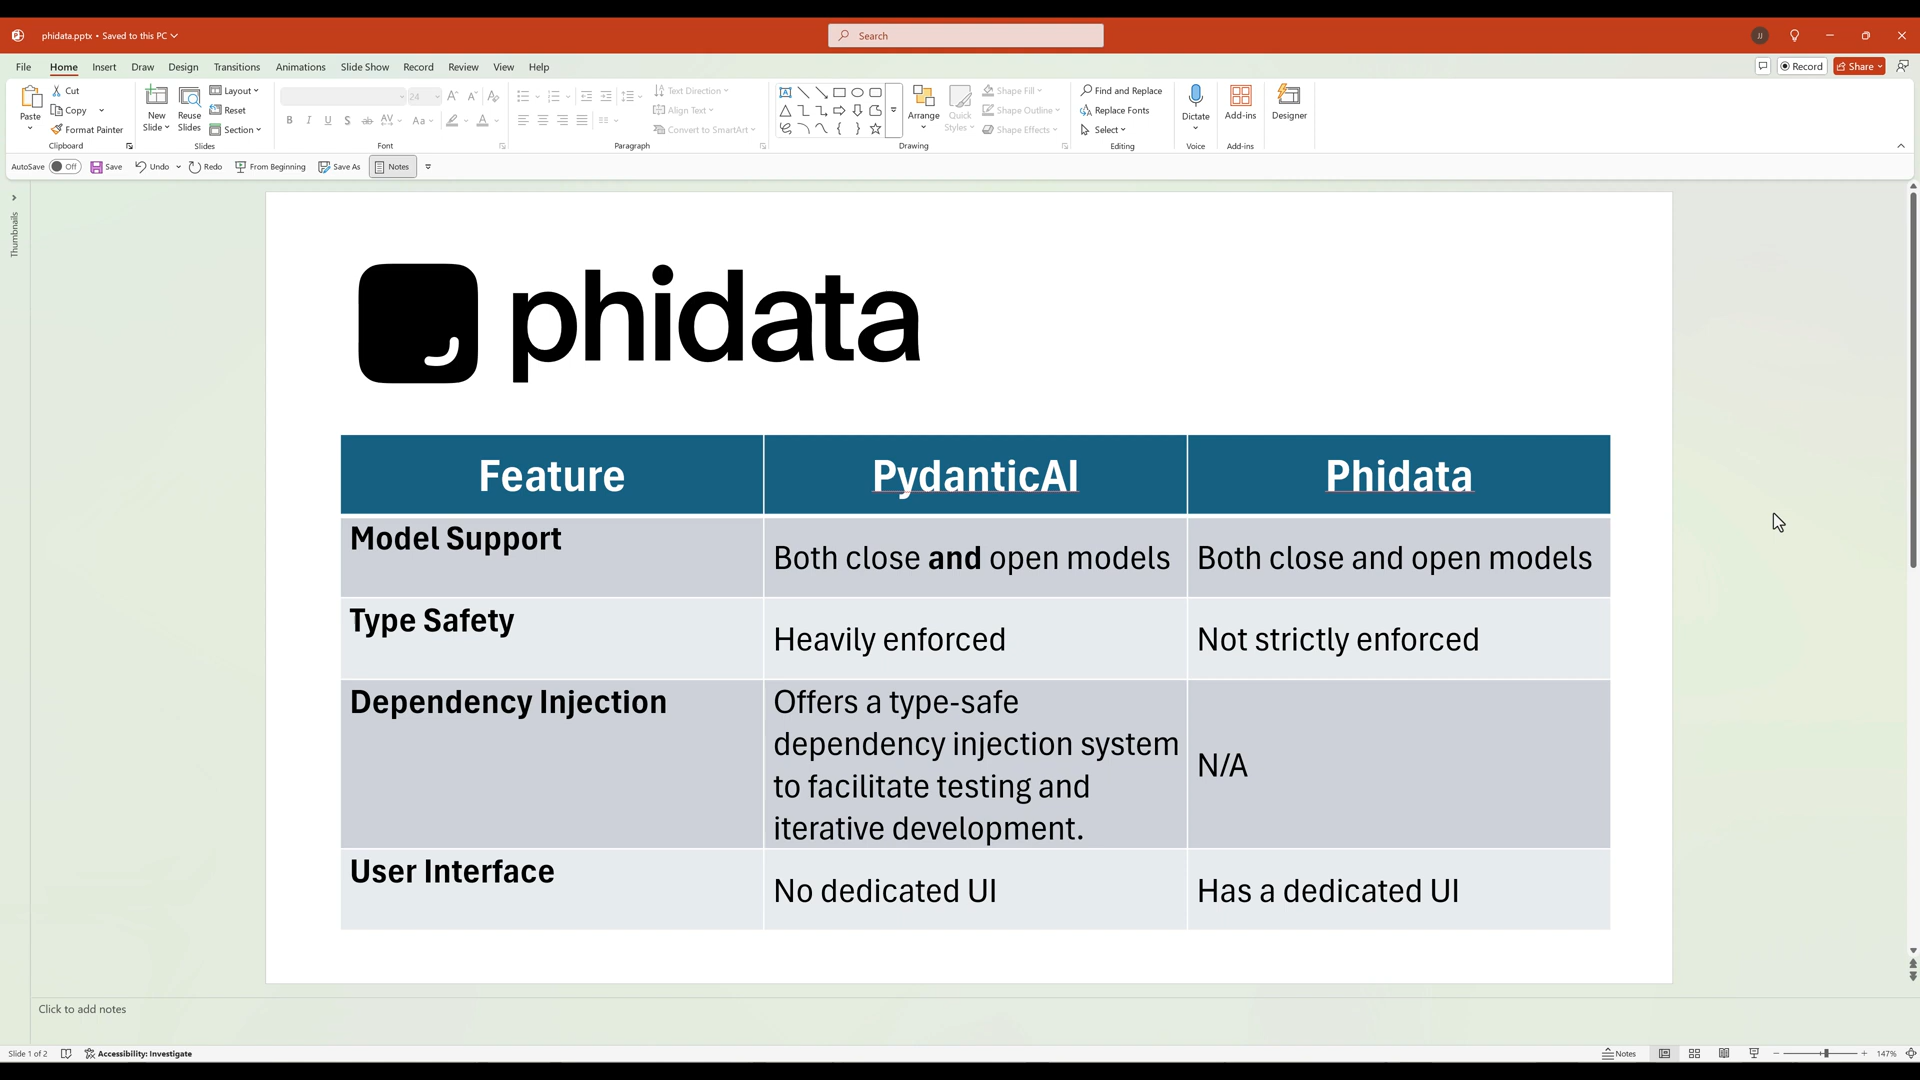 phidata.pptx • Saved to this PC
Search
JJ
File Home Insert Draw Design Transitions Animations Slide Show Record Review View Help
Record Share
Paste
Cut
Copy
Format Painter
Clipboard
New Slide
Reuse Slides
Layout
Reset
Section
Slides
24
Font
Text Direction
Align Text
Convert to SmartArt
Paragraph
Arrange
Quick Styles
Shape Fill
Shape Outline
Shape Effects
Drawing
Find and Replace
Replace Fonts
Select
Editing
Dictate
Voice
Add-ins
Add-ins
Designer
AutoSave Off Save Undo Redo From Beginning Save As Notes
Thumbnails
phidata
Feature PydanticAI Phidata
Model Support
Both close and open models
Both close and open models
Type Safety
Heavily enforced
Not strictly enforced
Dependency Injection
Offers a type-safe
dependency injection system
to facilitate testing and
iterative development.
N/A
User Interface
No dedicated UI
Has a dedicated UI
Click to add notes
Slide 1 of 2 Accessibility: Investigate Notes 147%